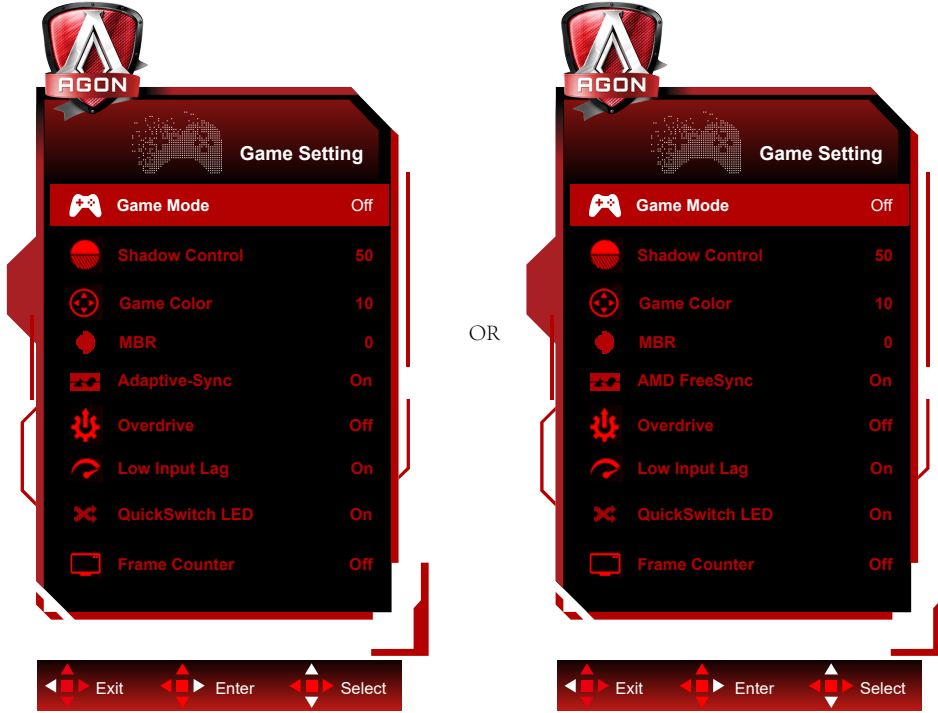 AGON
Game Setting
Game Mode Off
Shadow Control 50
Game Color 10
MBR 0
Adaptive-Sync On
Overdrive Off
Low Input Lag On
QuickSwitch LED On
Frame Counter Off
Exit Enter Select
OR
AGON
Game Setting
Game Mode Off
Shadow Control 50
Game Color 10
MBR 0
AMD FreeSync On
Overdrive Off
Low Input Lag On
QuickSwitch LED On
Frame Counter Off
Exit Enter Select